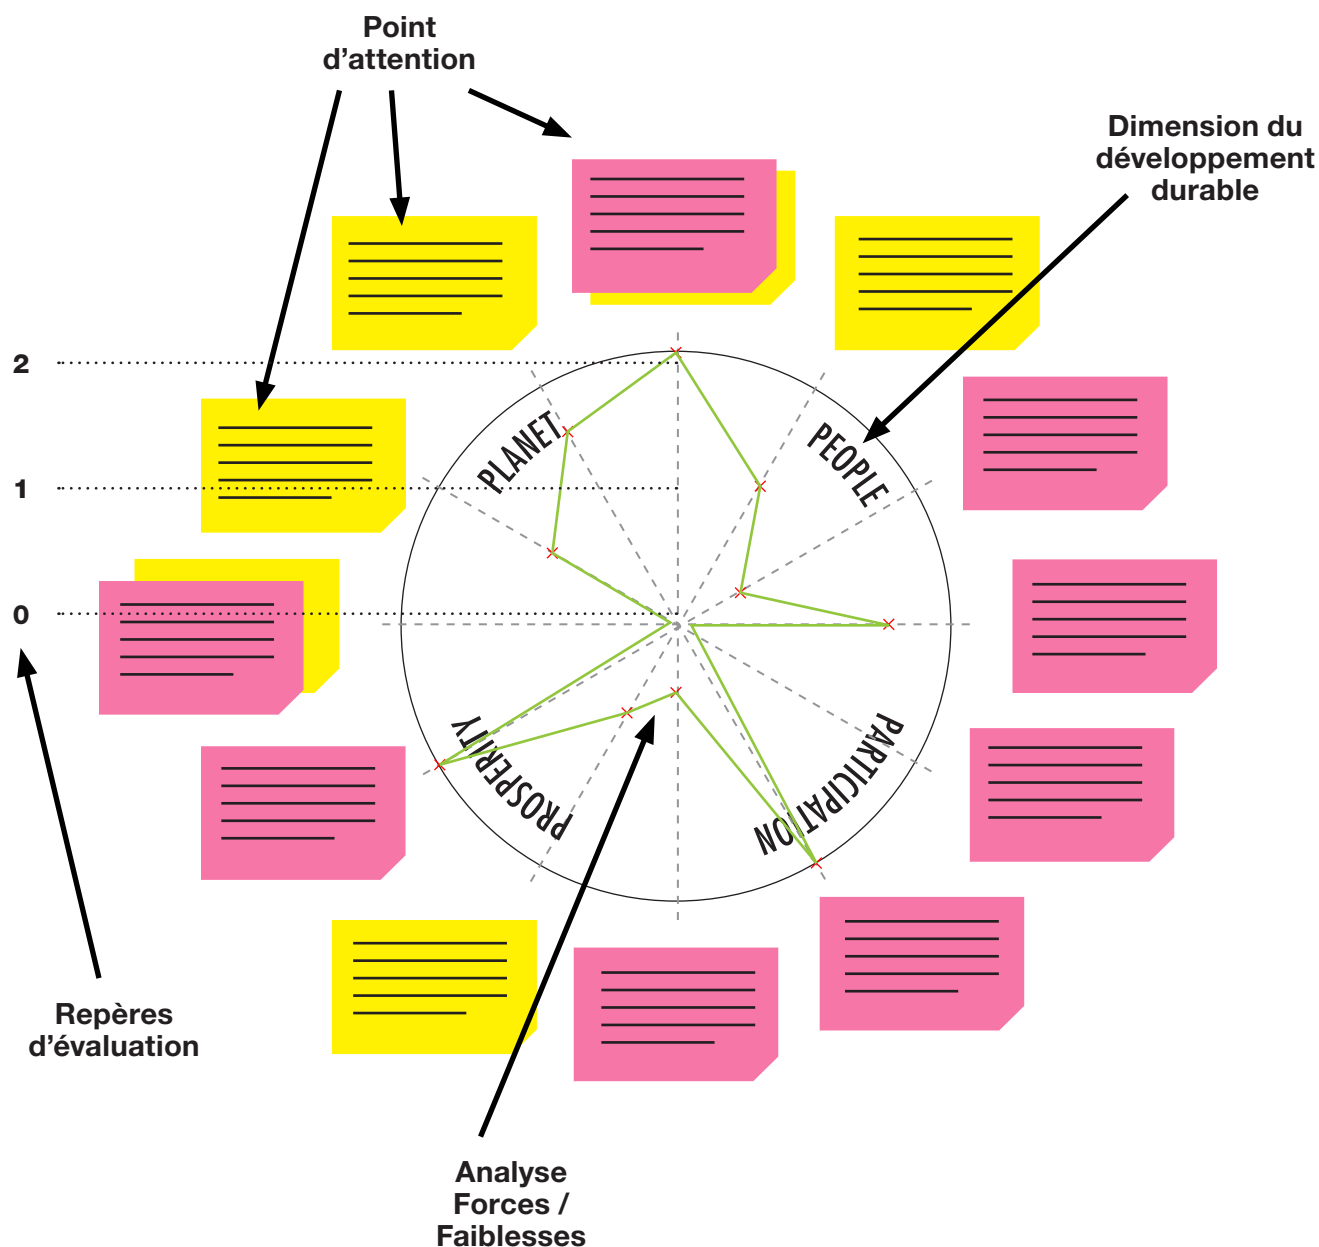 Point
d’attention
Dimension du
développement
durable
2
1
0
PLANET
PEOPLE
PROSPERITY
PARTICIPATION
Repères
d’évaluation
Analyse
Forces /
Faiblesses